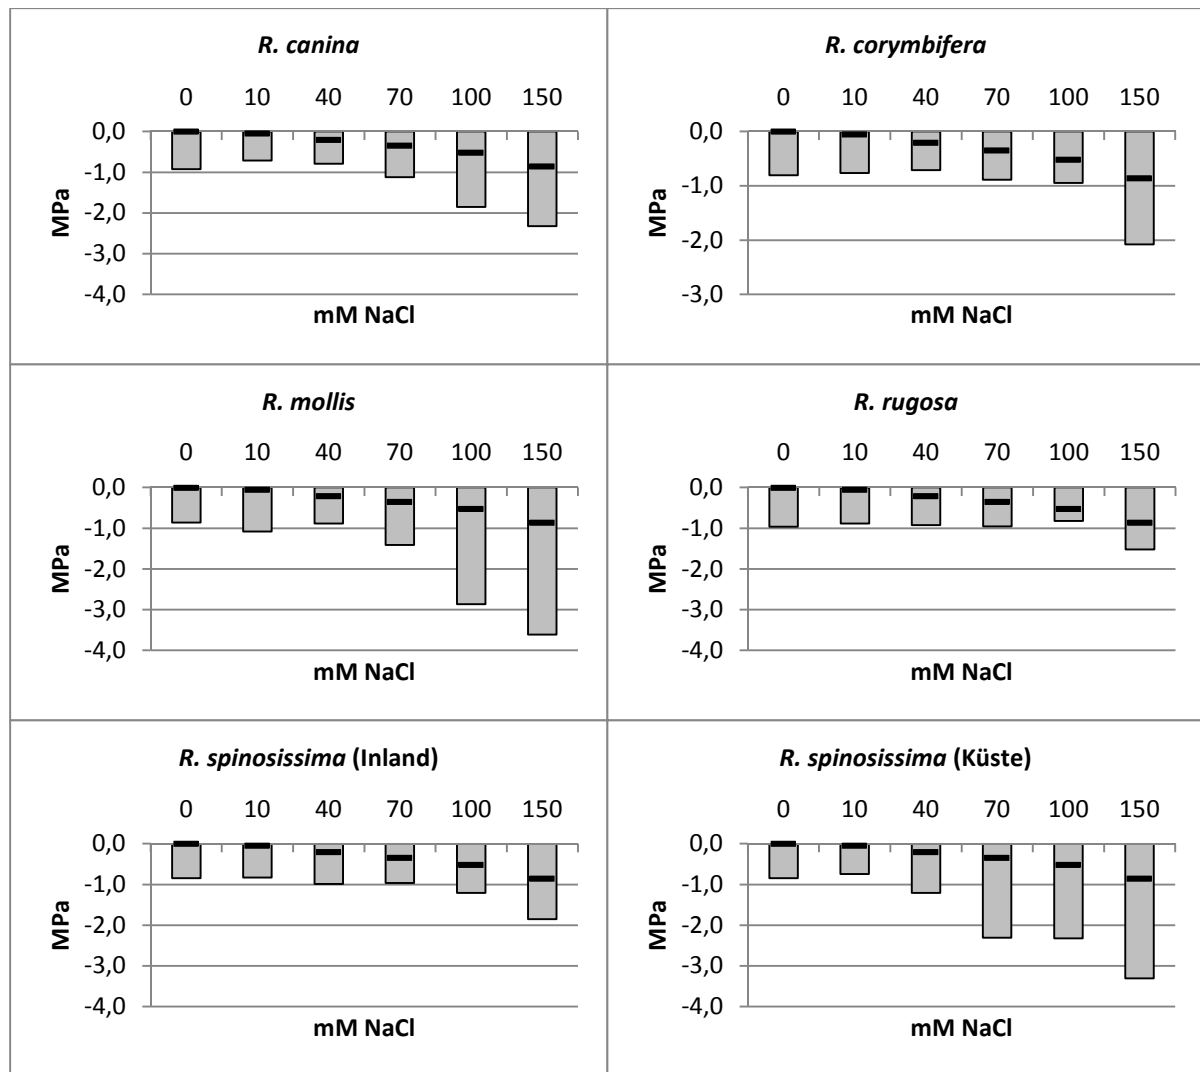 R. canina
0 10 40 70 100 150
0,0
-1,0
-2,0
-3,0
-4,0
MPa
mM NaCl
R. corymbifera
0 10 40 70 100 150
0,0
-1,0
-2,0
-3,0
MPa
mM NaCl
R. mollis
0 10 40 70 100 150
0,0
-1,0
-2,0
-3,0
-4,0
MPa
mM NaCl
R. rugosa
0 10 40 70 100 150
0,0
-1,0
-2,0
-3,0
-4,0
MPa
mM NaCl
R. spinosissima (Inland)
0 10 40 70 100 150
0,0
-1,0
-2,0
-3,0
-4,0
MPa
mM NaCl
R. spinosissima (Küste)
0 10 40 70 100 150
0,0
-1,0
-2,0
-3,0
-4,0
MPa
mM NaCl